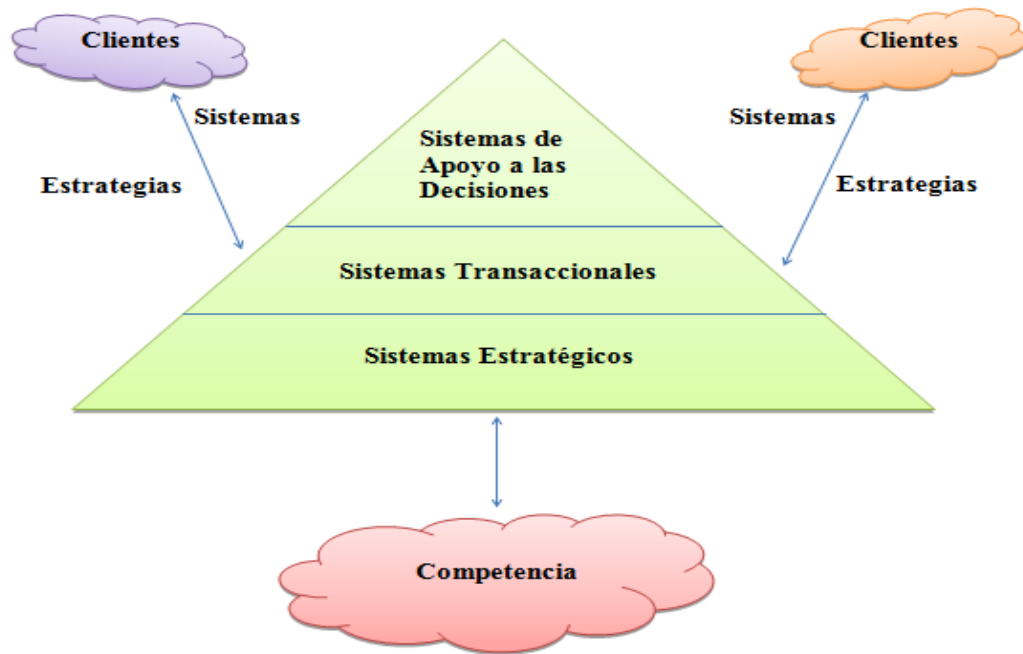 Clientes
Clientes
Sistemas
Sistemas
Estrategias
Estrategias
Sistemas de
Apoyo a las
Decisiones
Sistemas Transaccionales
Sistemas Estratégicos
Competencia